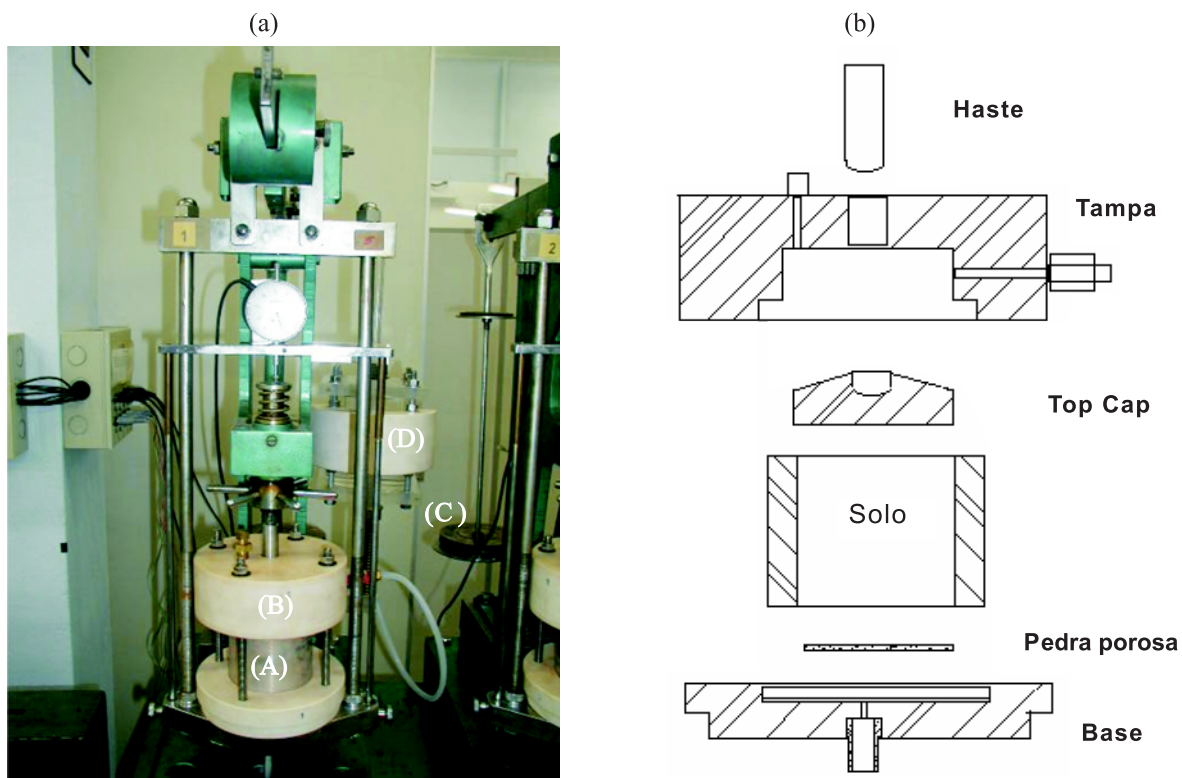 (a)
(b)
Haste
Tampa
Top Cap
Solo
Pedra porosa
Base
1
2
(D)
(C)
(B)
(A)